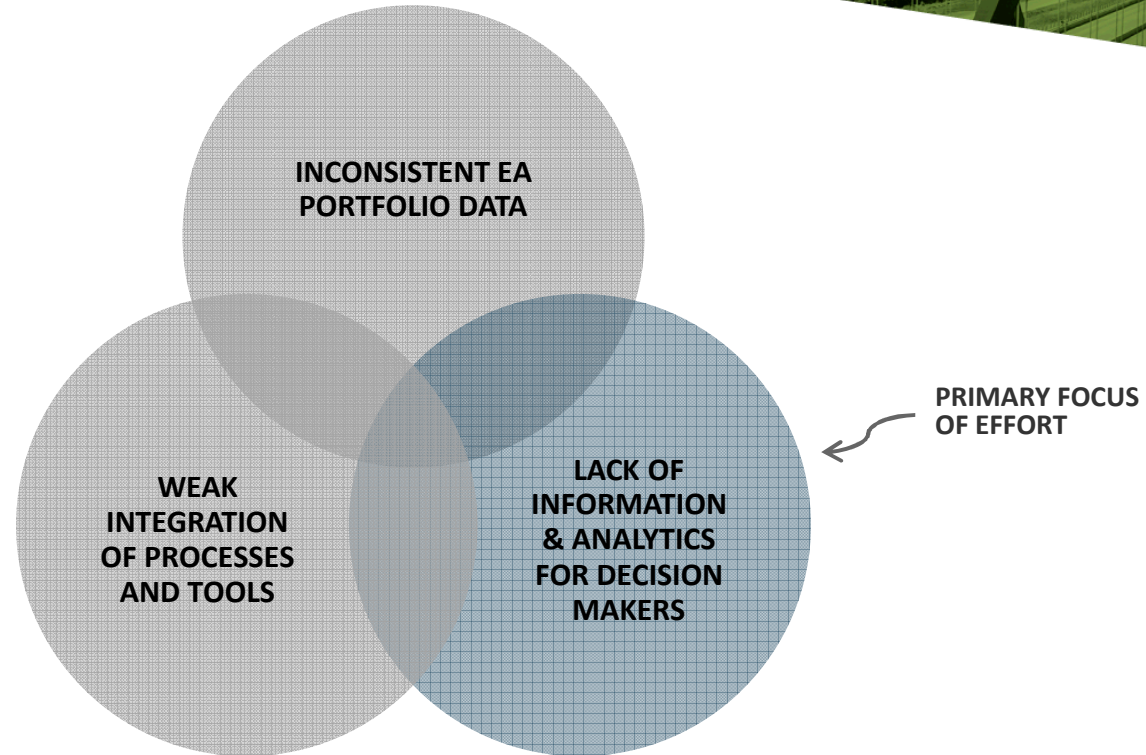 INCONSISTENT EA
PORTFOLIO DATA
PRIMARY FOCUS
OF EFFORT
WEAK
INTEGRATION
OF PROCESSES
AND TOOLS
LACK OF
INFORMATION
& ANALYTICS
FOR DECISION
MAKERS